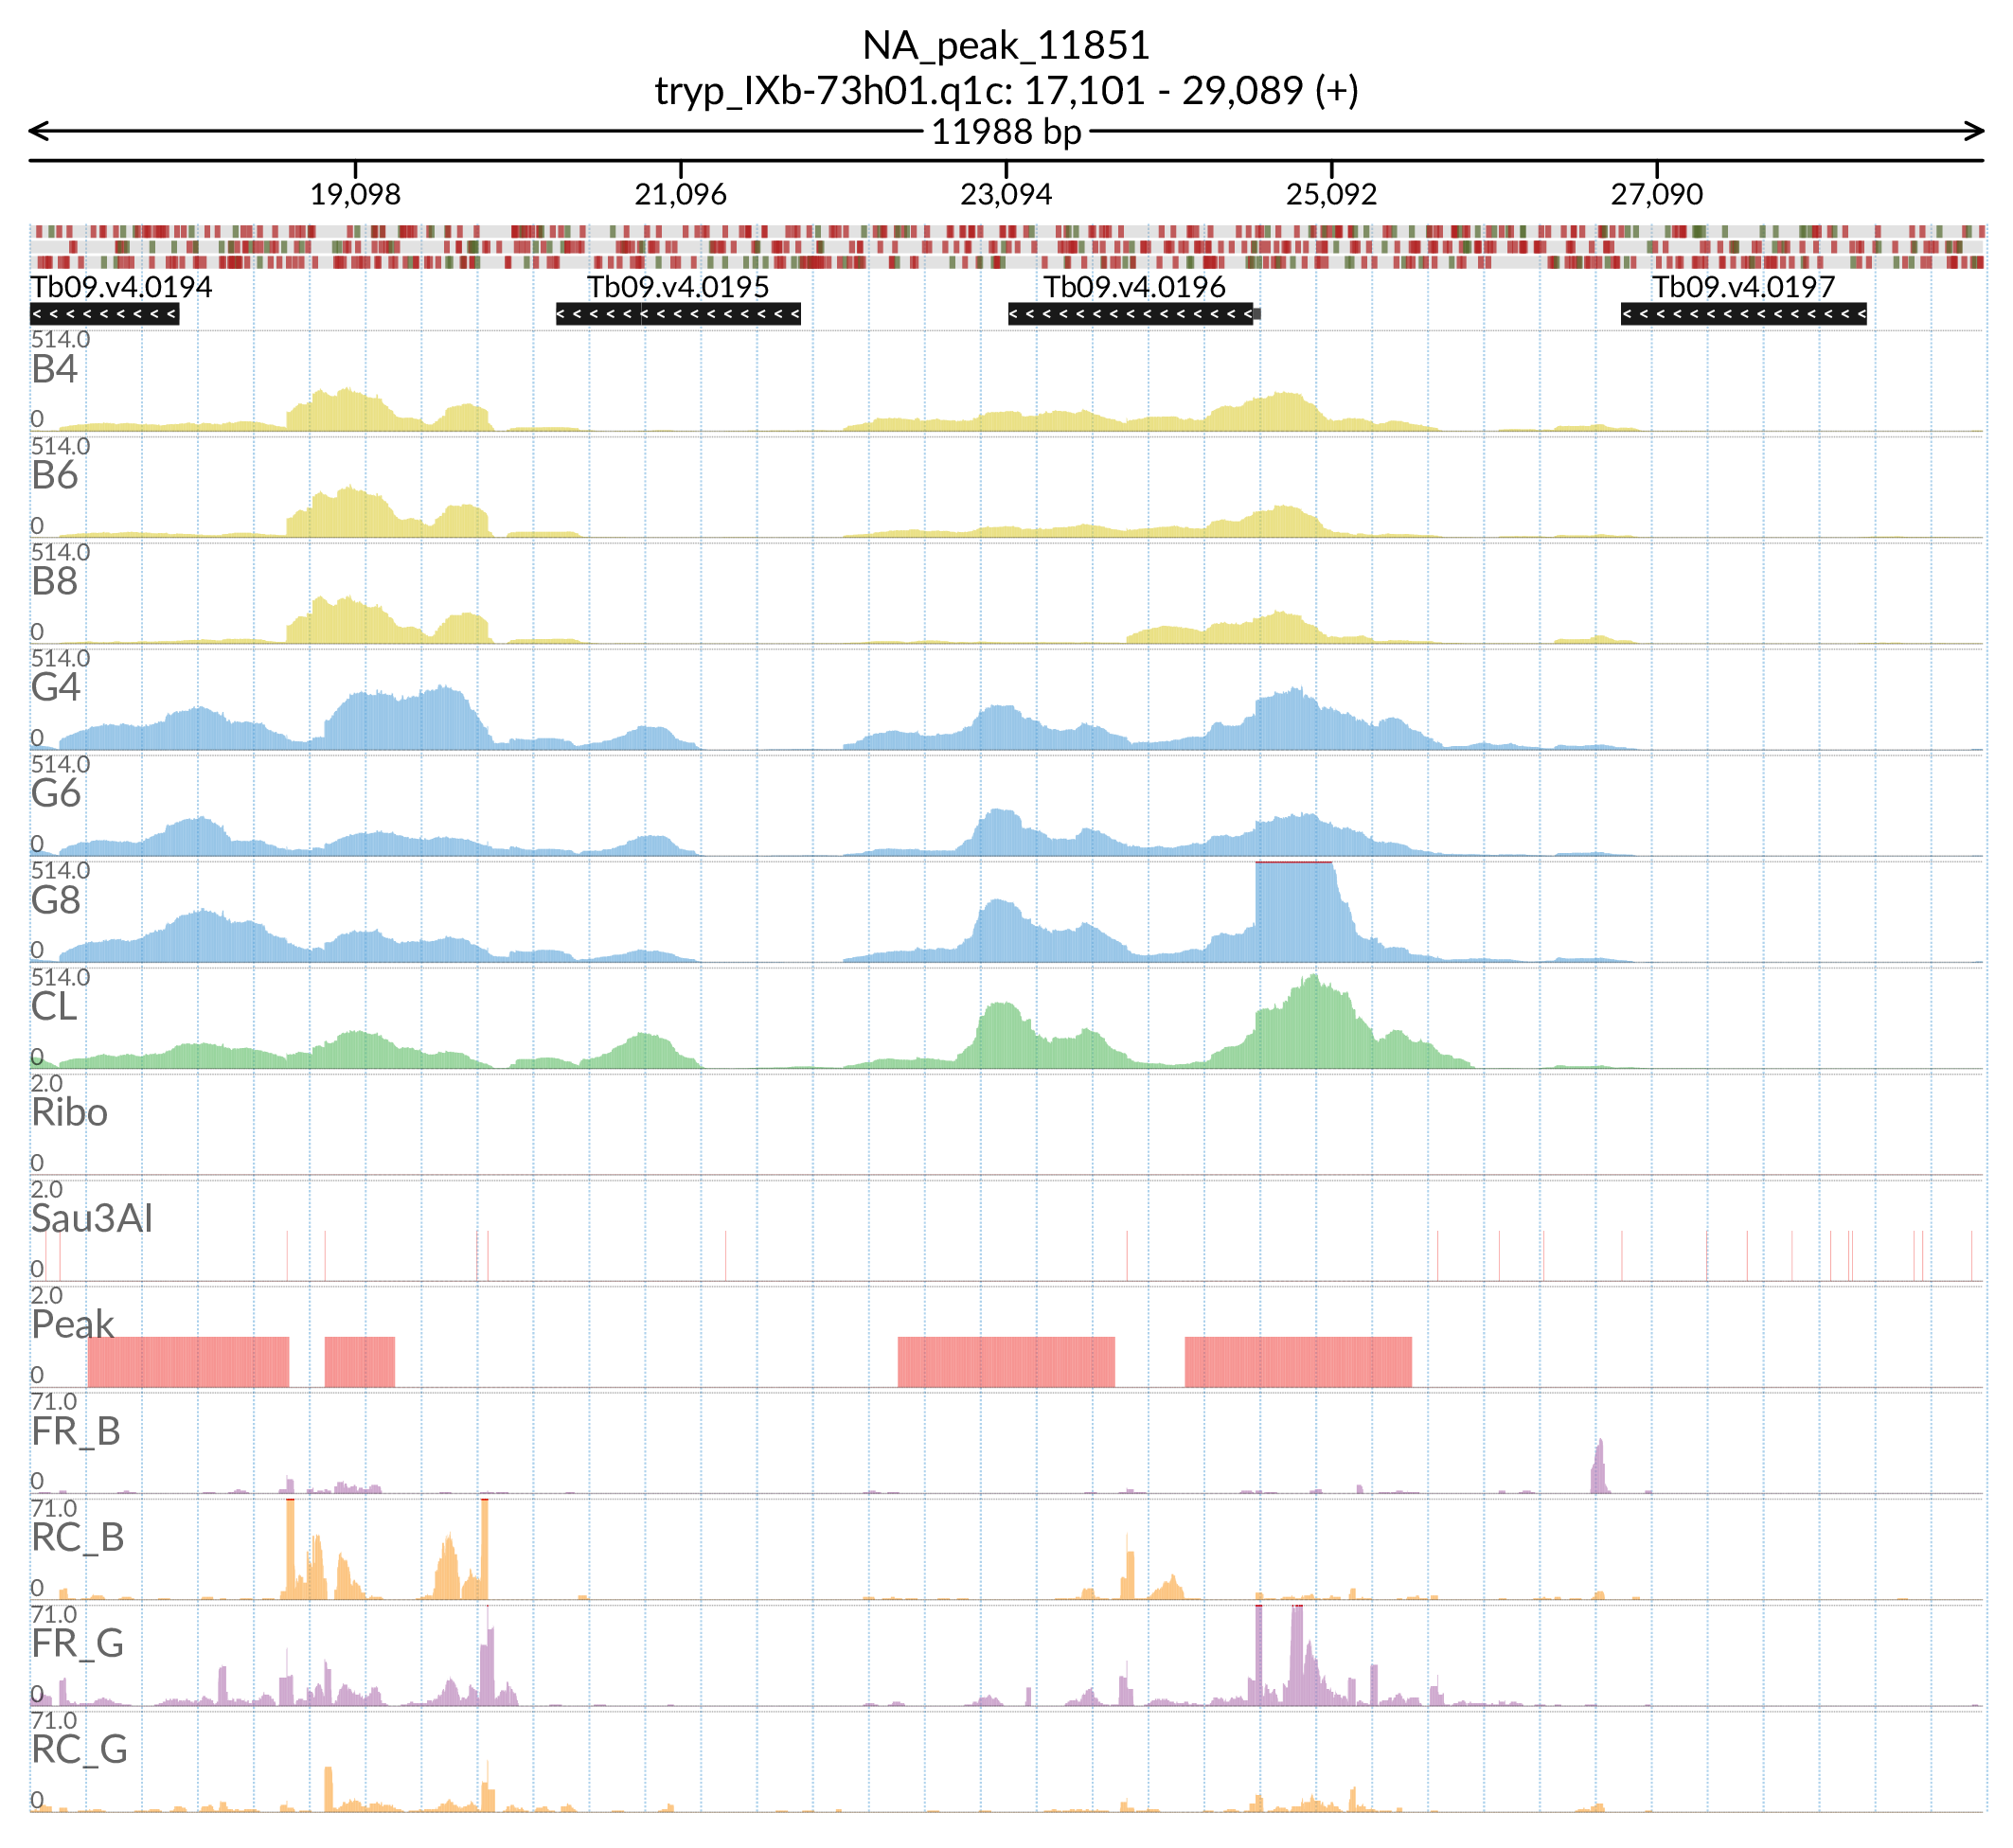 NA_peak_11851
tryp_IXb-73h01.q1c: 17,101 - 29,089 (+)
11988 bp
19,098 21,096 23,094 25,092 27,090
Tb09.v4.0194 Tb09.v4.0195 Tb09.v4.0196 Tb09.v4.0197
514.0
B4
0
514.0
B6
0
514.0
B8
0
514.0
G4
0
514.0
G6
0
514.0
G8
0
514.0
CL
0
2.0
Ribo
0
2.0
Sau3AI
0
2.0
Peak
0
71.0
FR_B
0
71.0
RC_B
0
71.0
FR_G
0
71.0
RC_G
0